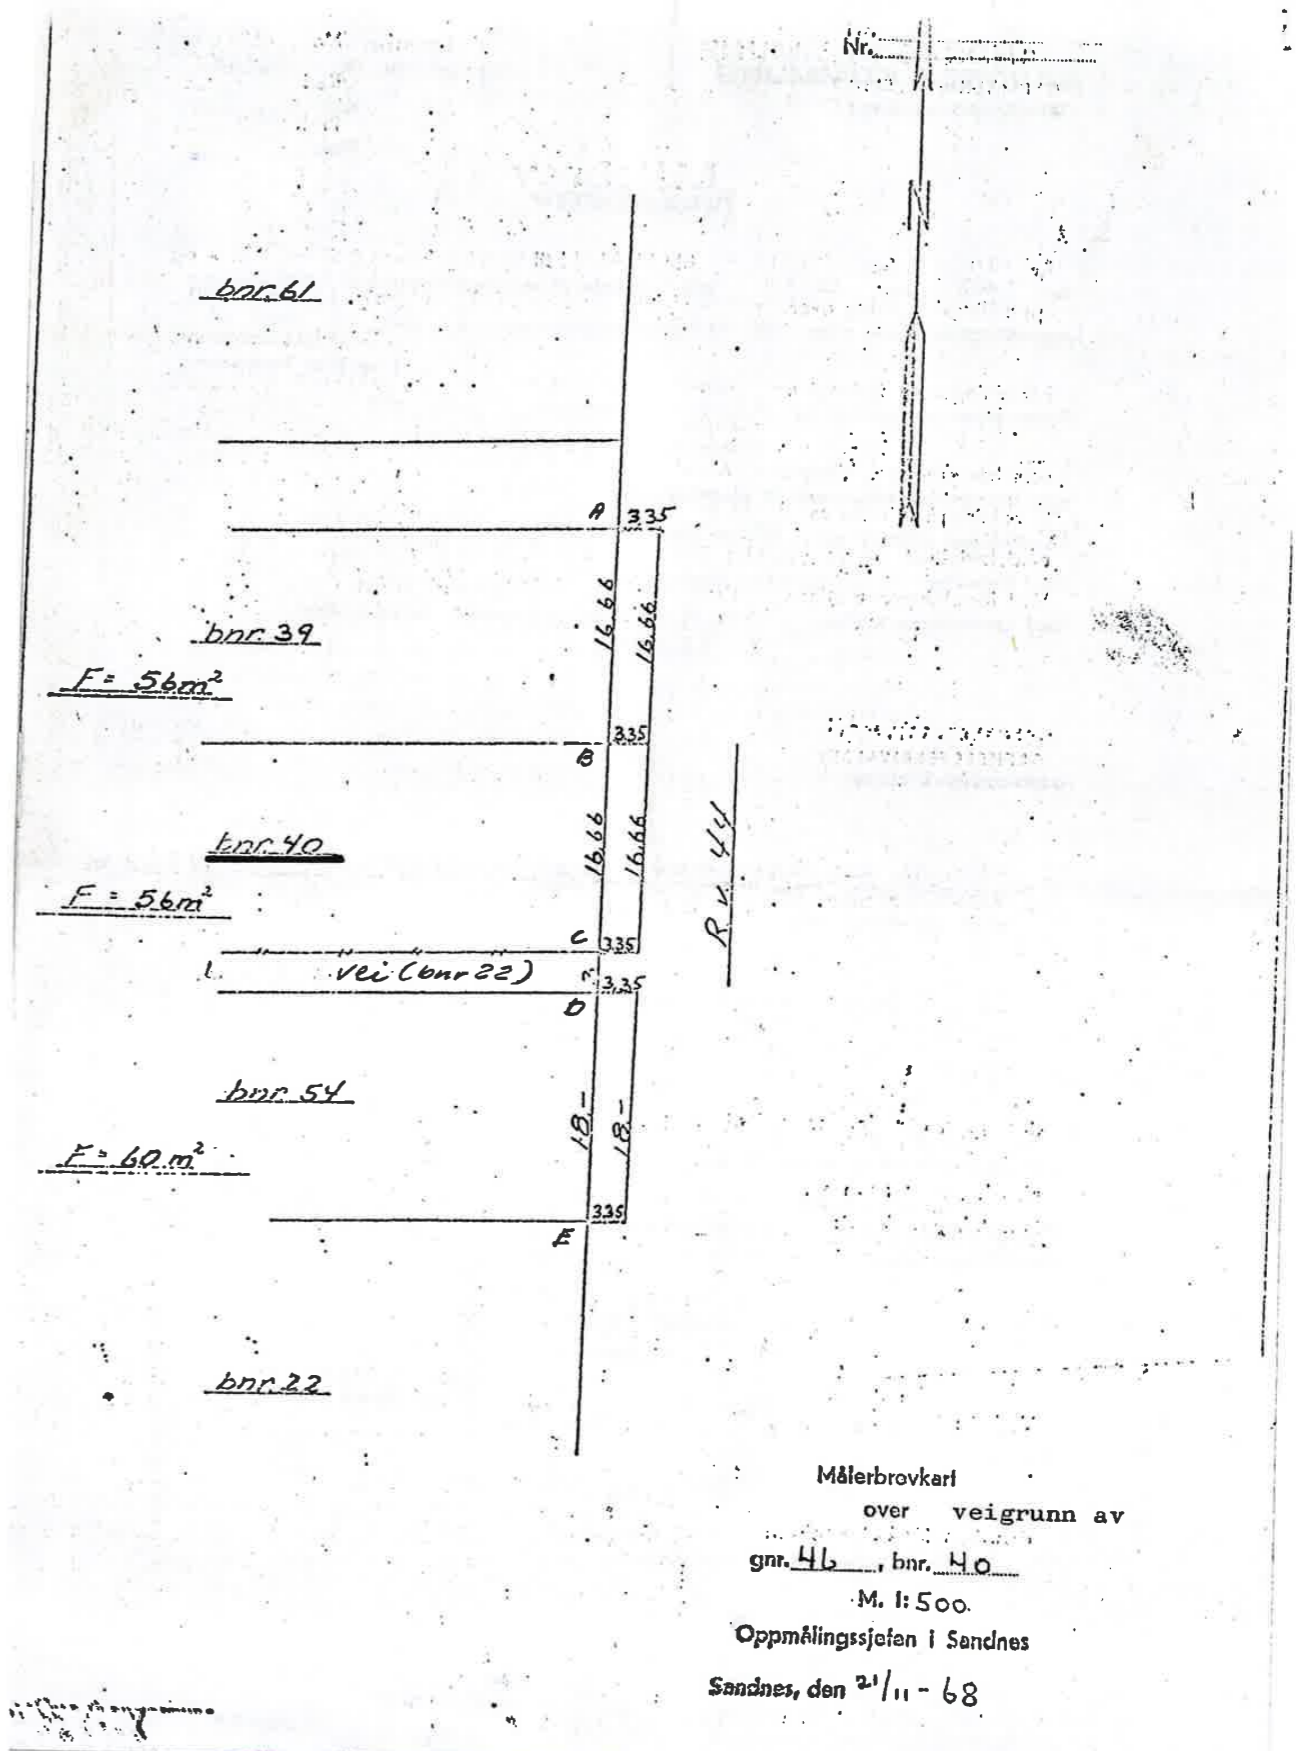 Nr.
N
bnr. 61
A 3.35
16.66
16.66
bnr. 39
F = 56m²
3.35
B
16.66
16.66
bnr. 40
F = 56m²
R.v. 44
C
3.35
vei (bnr 22)
3.35
D
bnr. 54
18.-
18.-
F = 60 m²
3.35
E
bnr. 22
Målerbrevkart
over veigrunn av
gnr. 46, bnr. 40
M. 1:500.
Oppmålingssjefen i Sandnes
Sandnes, den 21/11 - 68